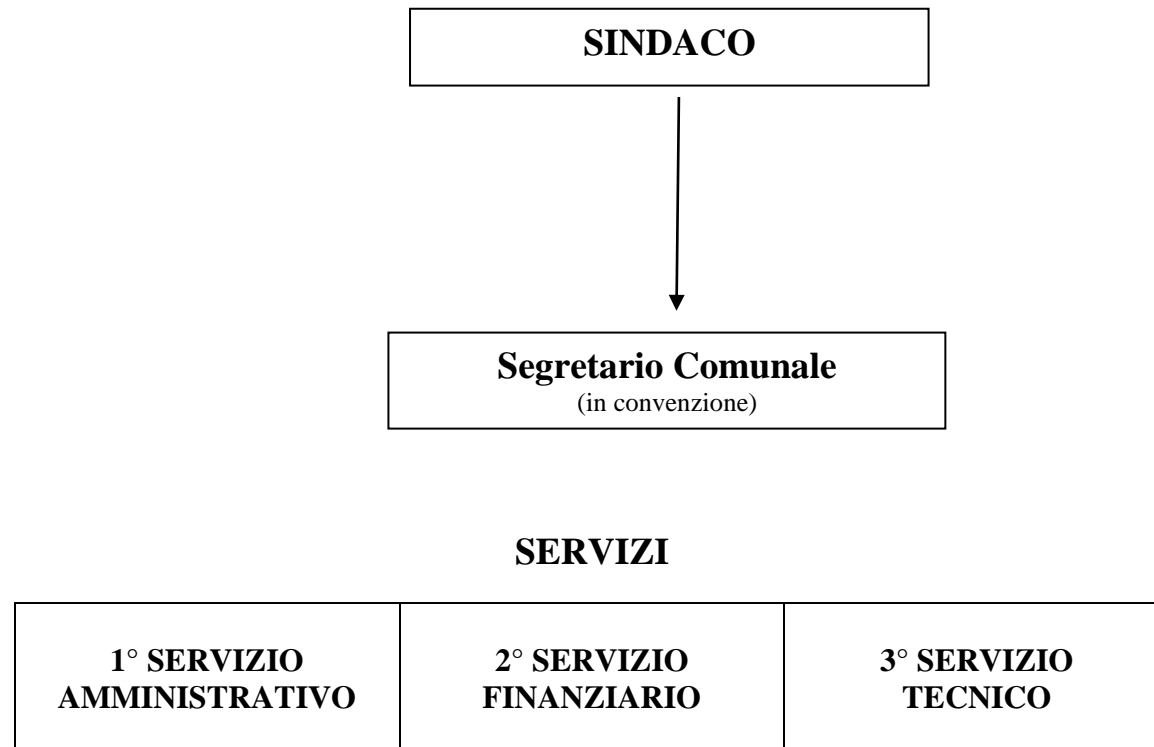 SINDACO
Segretario Comunale
(in convenzione)
SERVIZI
1° SERVIZIO
AMMINISTRATIVO
2° SERVIZIO
FINANZIARIO
3° SERVIZIO
TECNICO